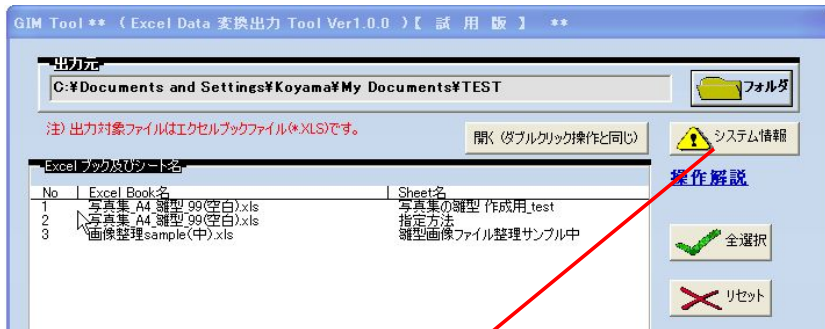 GIM Tool ** ( Excel Data 変換出力 Tool Ver1.0.0 )【 試 用 版 】 **
出力元
C:¥Documents and Settings¥Koyama¥My Documents¥TEST
フォルダ
注) 出力対象ファイルはエクセルブックファイル(*.XLS)です。
開く (ダブルクリック操作と同じ)
システム情報
Excel ブック及びシート名
操作解説
No | Excel Book名 | Sheet名
1 写真集_A4_雛型_99(空白).xls 写真集の雛型 作成用_test
2 写真集_A4_雛型_99(空白).xls 指定方法
3 画像整理sample(中).xls 雛型画像ファイル整理サンプル中
全選択
リセット